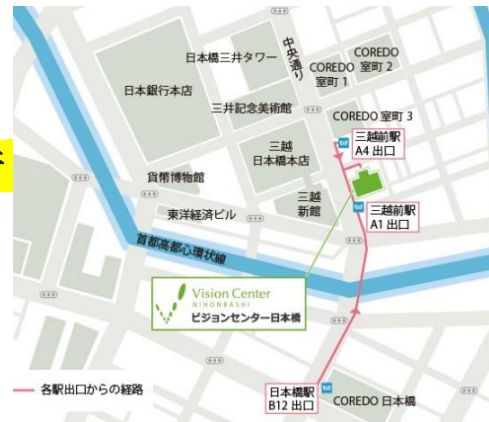 中央通り
COREDO
室町 2
COREDO
室町 1
日本橋三井タワー
日本銀行本店
三井記念美術館
COREDO 室町 3
三越前駅
A4 出口
三越
日本橋本店
貨幣博物館
三越
新館
三越前駅
A1 出口
東洋経済ビル
首都高都心環状線
Vision Center
NIHONBASHI
ビジョンセンター日本橋
各駅出口からの経路
日本橋駅
B12 出口
COREDO 日本橋